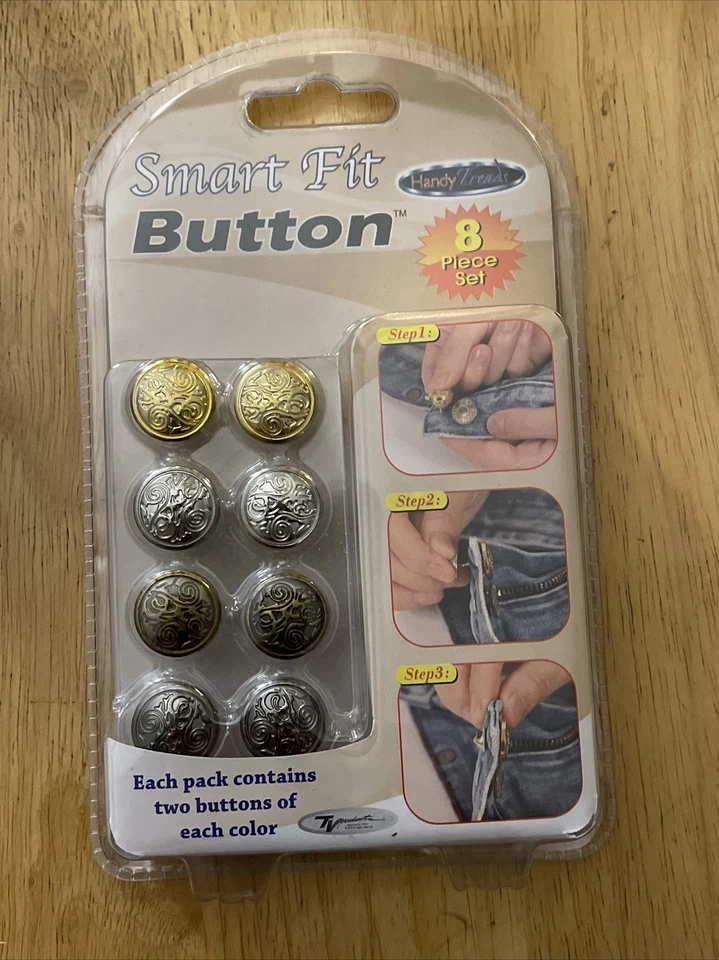 Smart Fit
Button™
Handy Trends
8
Piece
Set
Step1:
Step2:
Step3:
Each pack contains
two buttons of
each color
TV